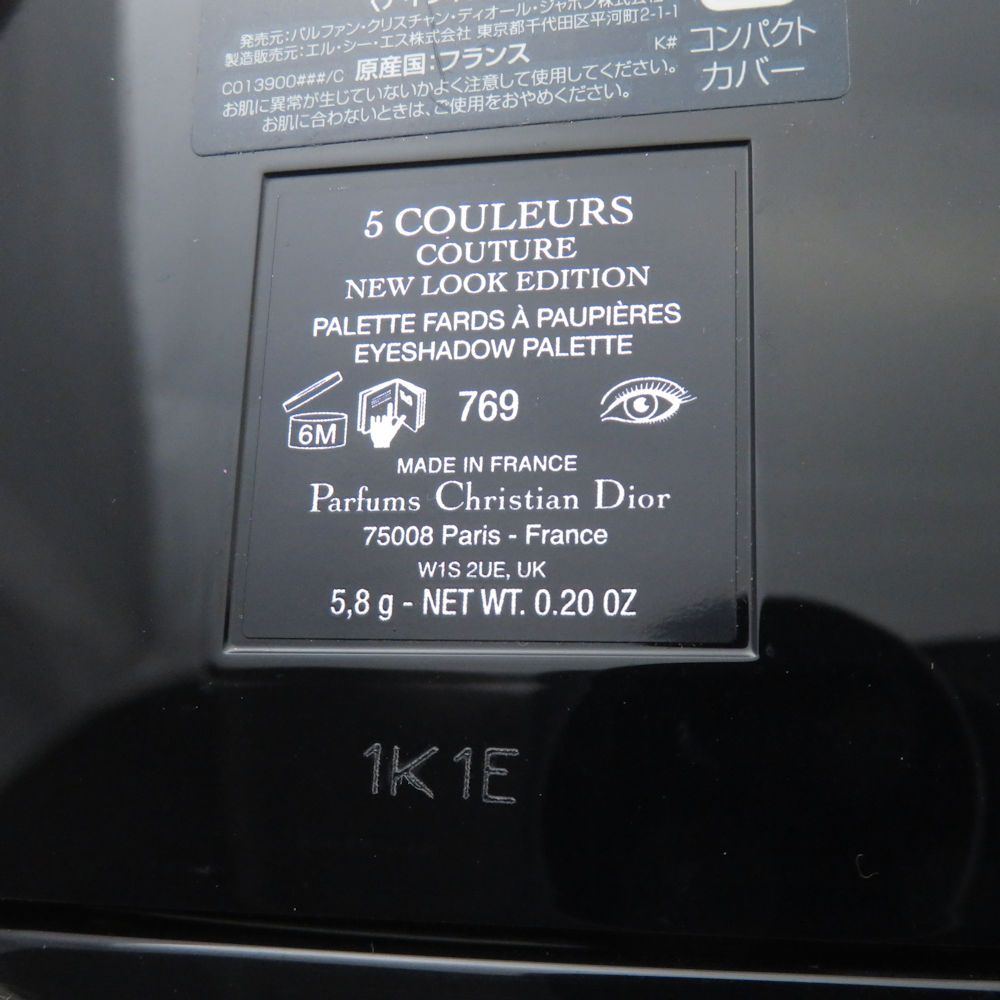 発売元:パルファン・クリスチャン・ディオール・ジャポン株式会社
製造販売元:エル・シー・エス株式会社 東京都千代田区平河町2-1-1
C013900###/C 原産国:フランス
K# コンパクト
カバー
お肌に異常が生じていないかよく注意して使用してください。
お肌に合わないときは、ご使用をおやめください。
5 COULEURS
COUTURE
NEW LOOK EDITION
PALETTE FARDS À PAUPIÈRES
EYESHADOW PALETTE
6M 769
MADE IN FRANCE
Parfums Christian Dior
75008 Paris - France
W1S 2UE, UK
5,8 g - NET WT. 0.20 OZ
1K1E